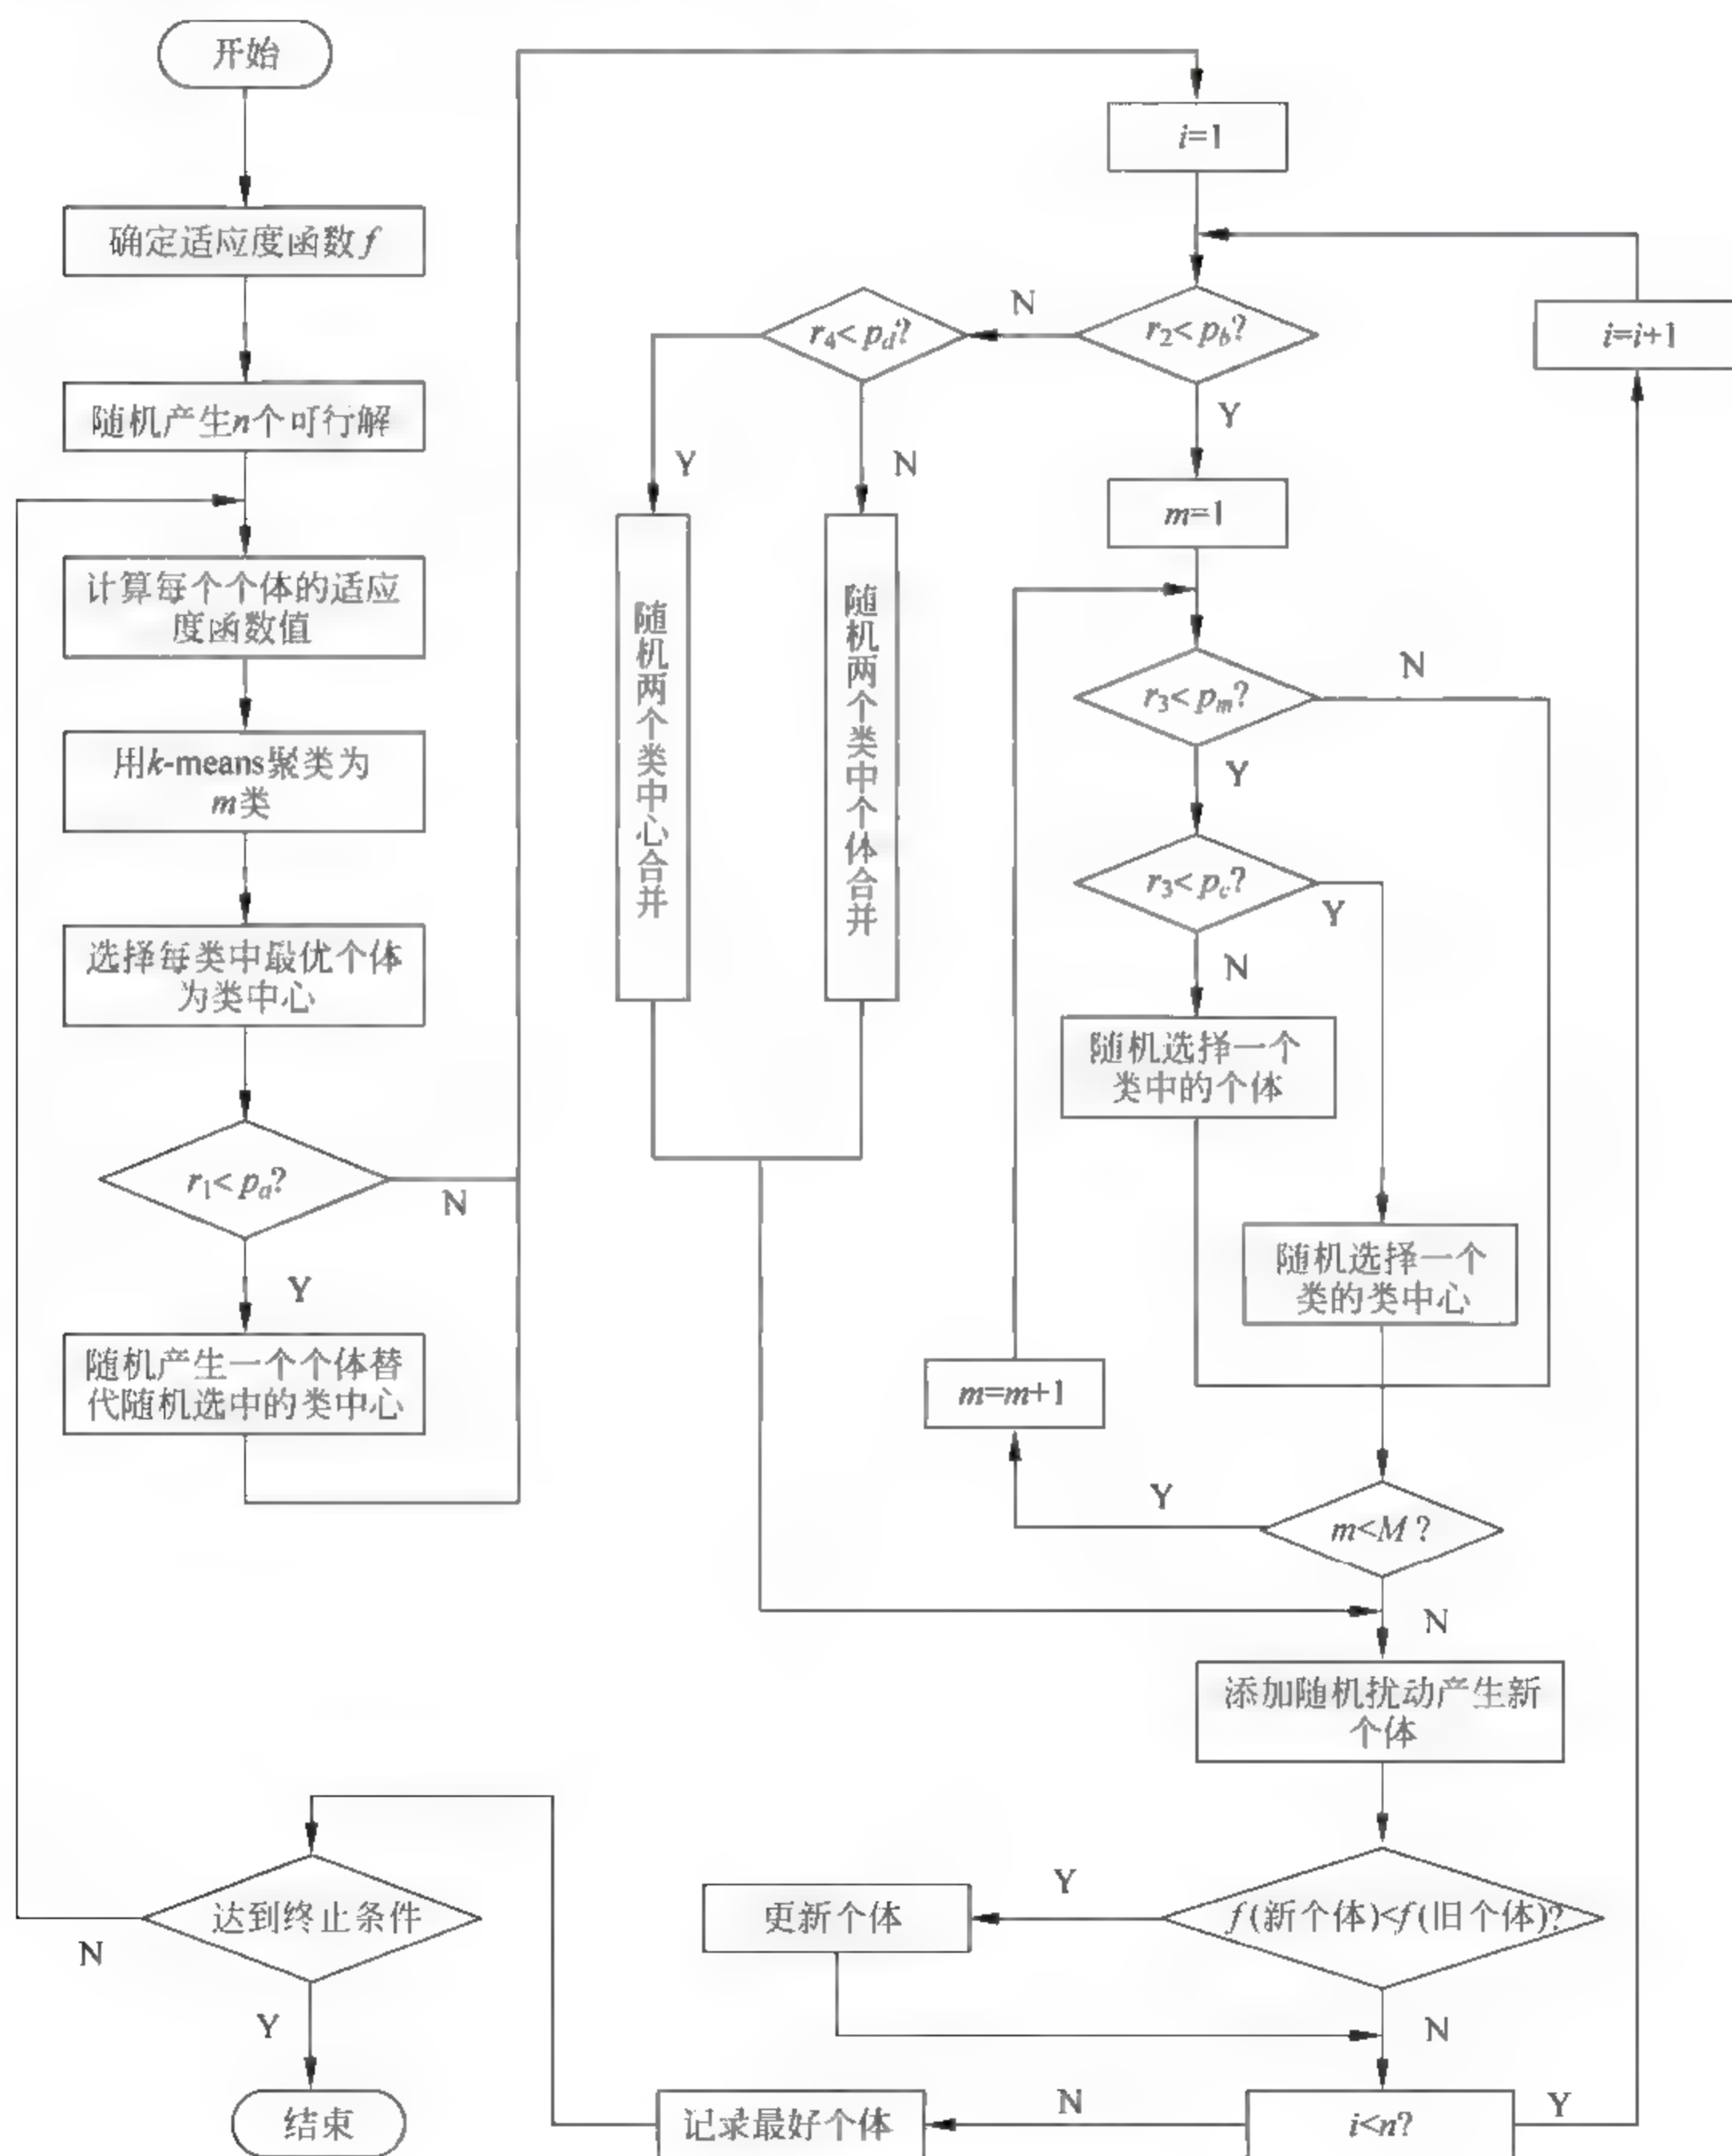 开始
确定适应度函数f
随机产生n个可行解
计算每个个体的适应
度函数值
用k-means聚类为
m类
选择每类中最优个体
为类中心
r₁<pₐ?
N
Y
随机产生一个个体替
代随机选中的类中心
i=1
r₂<p_b?
N
Y
i=i+1
r₄<p_d?
Y
N
随机两个类中心合并
随机两个类中个体合并
m=1
r₃<pₘ?
N
Y
r₃<p_c?
Y
N
随机选择一个
类中的个体
随机选择一个
类的类中心
m=m+1
Y
m<M?
N
添加随机扰动产生新
个体
f(新个体)<f(旧个体)?
Y
更新个体
N
i<n?
Y
N
记录最好个体
达到终止条件
N
Y
结束